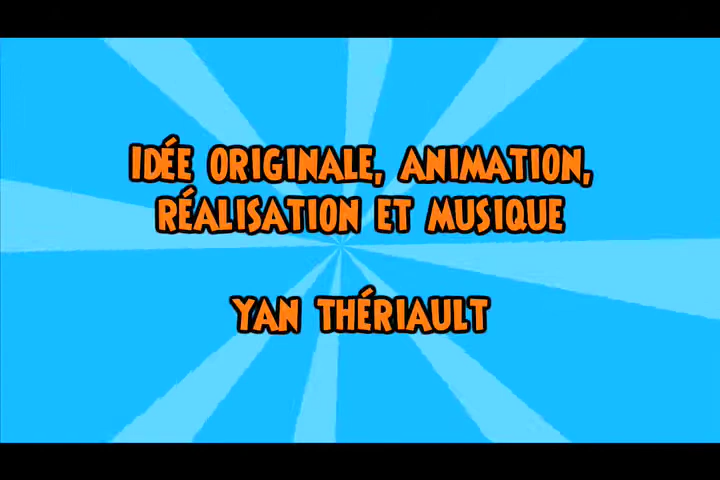 IDÉE ORIGINALE, ANIMATION,
RÉALISATION ET MUSIQUE
YAN THÉRIAULT